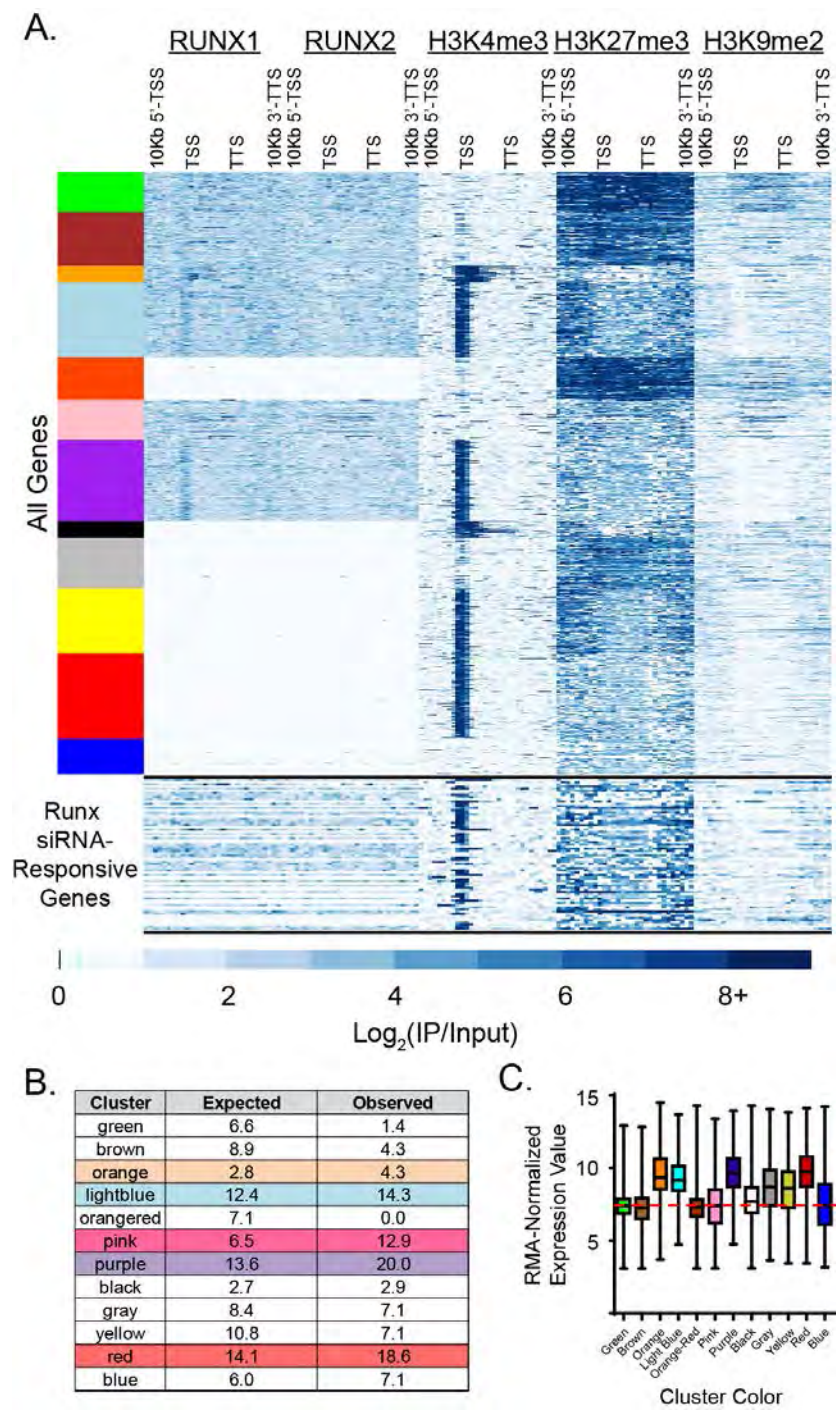 A.
RUNX1 RUNX2 H3K4me3 H3K27me3 H3K9me2
10Kb 5'-TSS
TSS
TTS
10Kb 3'-TTS
10Kb 5'-TSS
TSS
TTS
10Kb 3'-TTS
10Kb 5'-TSS
TSS
TTS
10Kb 3'-TTS
10Kb 5'-TSS
TSS
TTS
10Kb 3'-TTS
10Kb 5'-TSS
TSS
TTS
10Kb 3'-TTS
All Genes
Runx
siRNA-
Responsive
Genes
0 2 4 6 8+
Log2(IP/Input)
B.
Cluster Expected Observed
green 6.6 1.4
brown 8.9 4.3
orange 2.8 4.3
lightblue 12.4 14.3
orangered 7.1 0.0
pink 6.5 12.9
purple 13.6 20.0
black 2.7 2.9
gray 8.4 7.1
yellow 10.8 7.1
red 14.1 18.6
blue 6.0 7.1
C.
RMA-Normalized
Expression Value
15
10
5
Green
Brown
Orange
Light Blue
Orange-Red
Pink
Purple
Black
Gray
Yellow
Red
Blue
Cluster Color